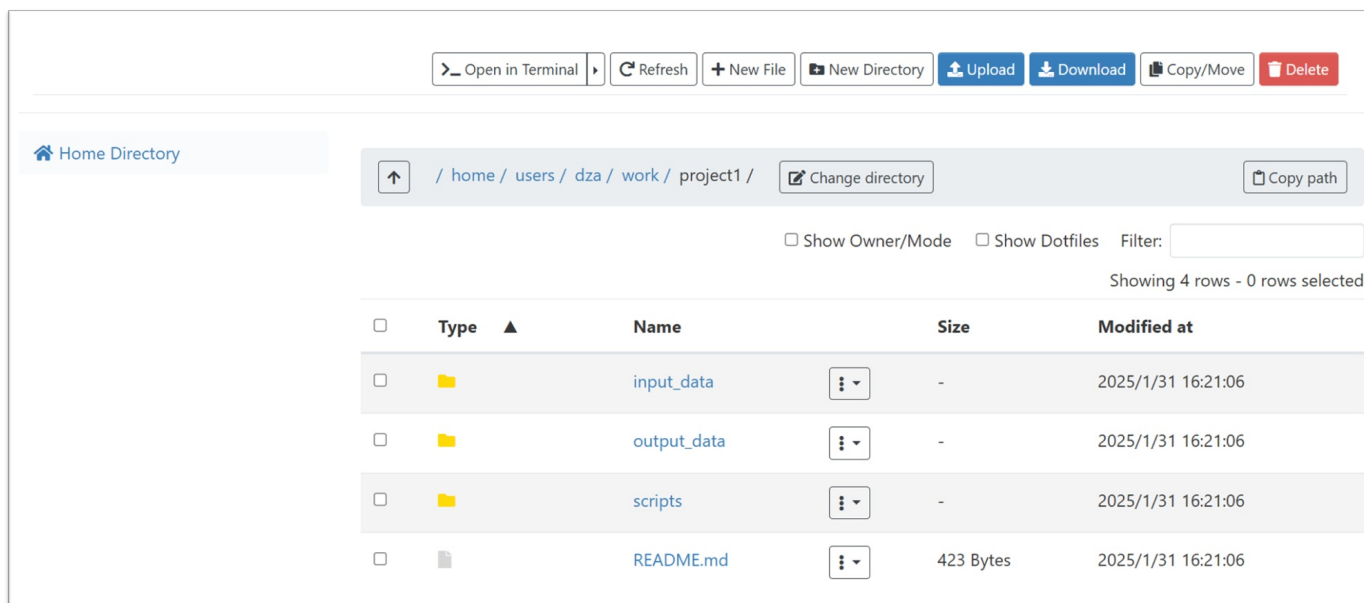 >_ Open in Terminal Refresh + New File New Directory Upload Download Copy/Move Delete
Home Directory
/ home / users / dza / work / project1 / Change directory Copy path
Show Owner/Mode Show Dotfiles Filter:
Showing 4 rows - 0 rows selected
Type ▲ Name Size Modified at
input_data - 2025/1/31 16:21:06
output_data - 2025/1/31 16:21:06
scripts - 2025/1/31 16:21:06
README.md 423 Bytes 2025/1/31 16:21:06